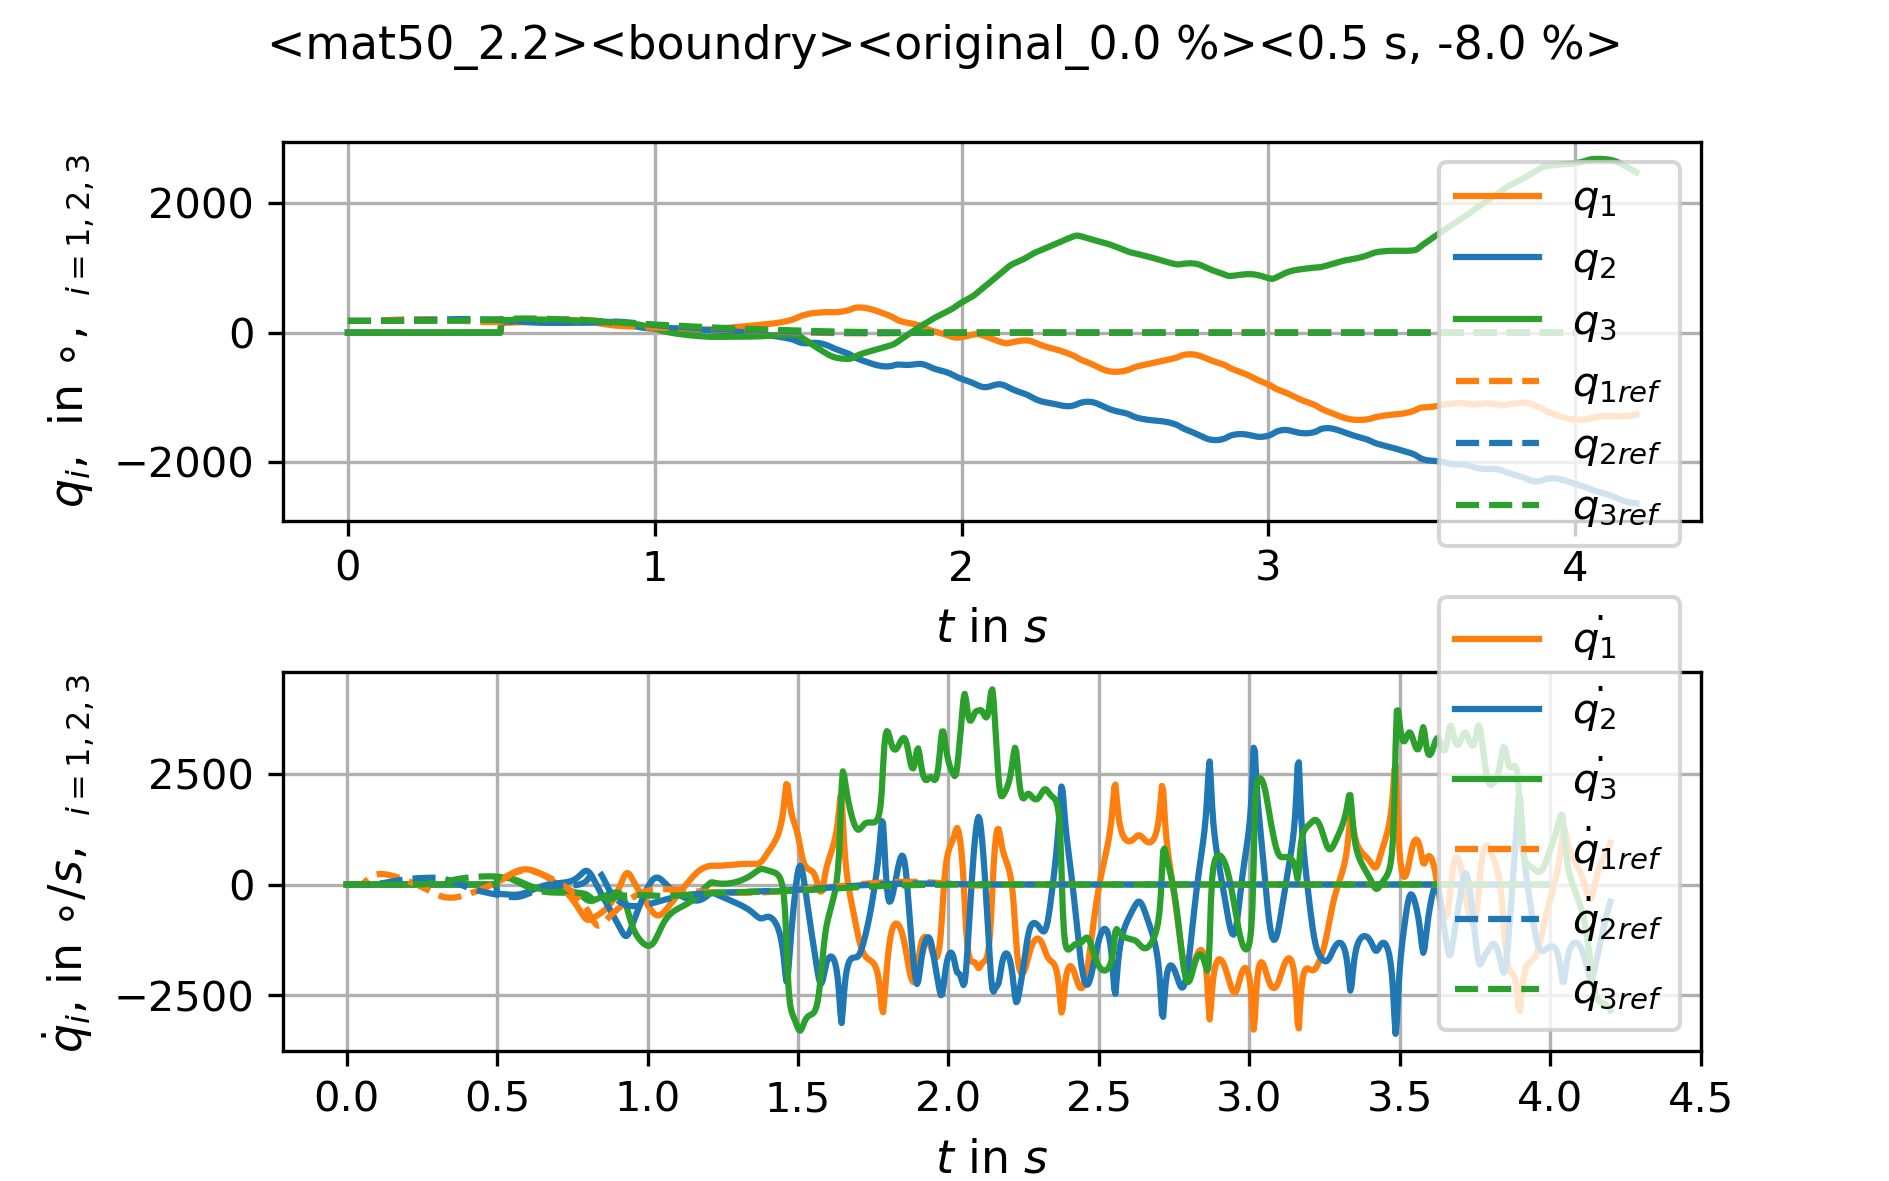 <mat50_2.2><boundry><original_0.0 %><0.5 s, -8.0 %>
q_i, in °, i = 1, 2, 3
2000
0
−2000
q_1
q_2
q_3
q_1ref
q_2ref
q_3ref
0 1 2 3 4
t in s
q̇_i, in °/s, i = 1, 2, 3
2500
0
−2500
q̇_1
q̇_2
q̇_3
q̇_1ref
q̇_2ref
q̇_3ref
0.0 0.5 1.0 1.5 2.0 2.5 3.0 3.5 4.0 4.5
t in s